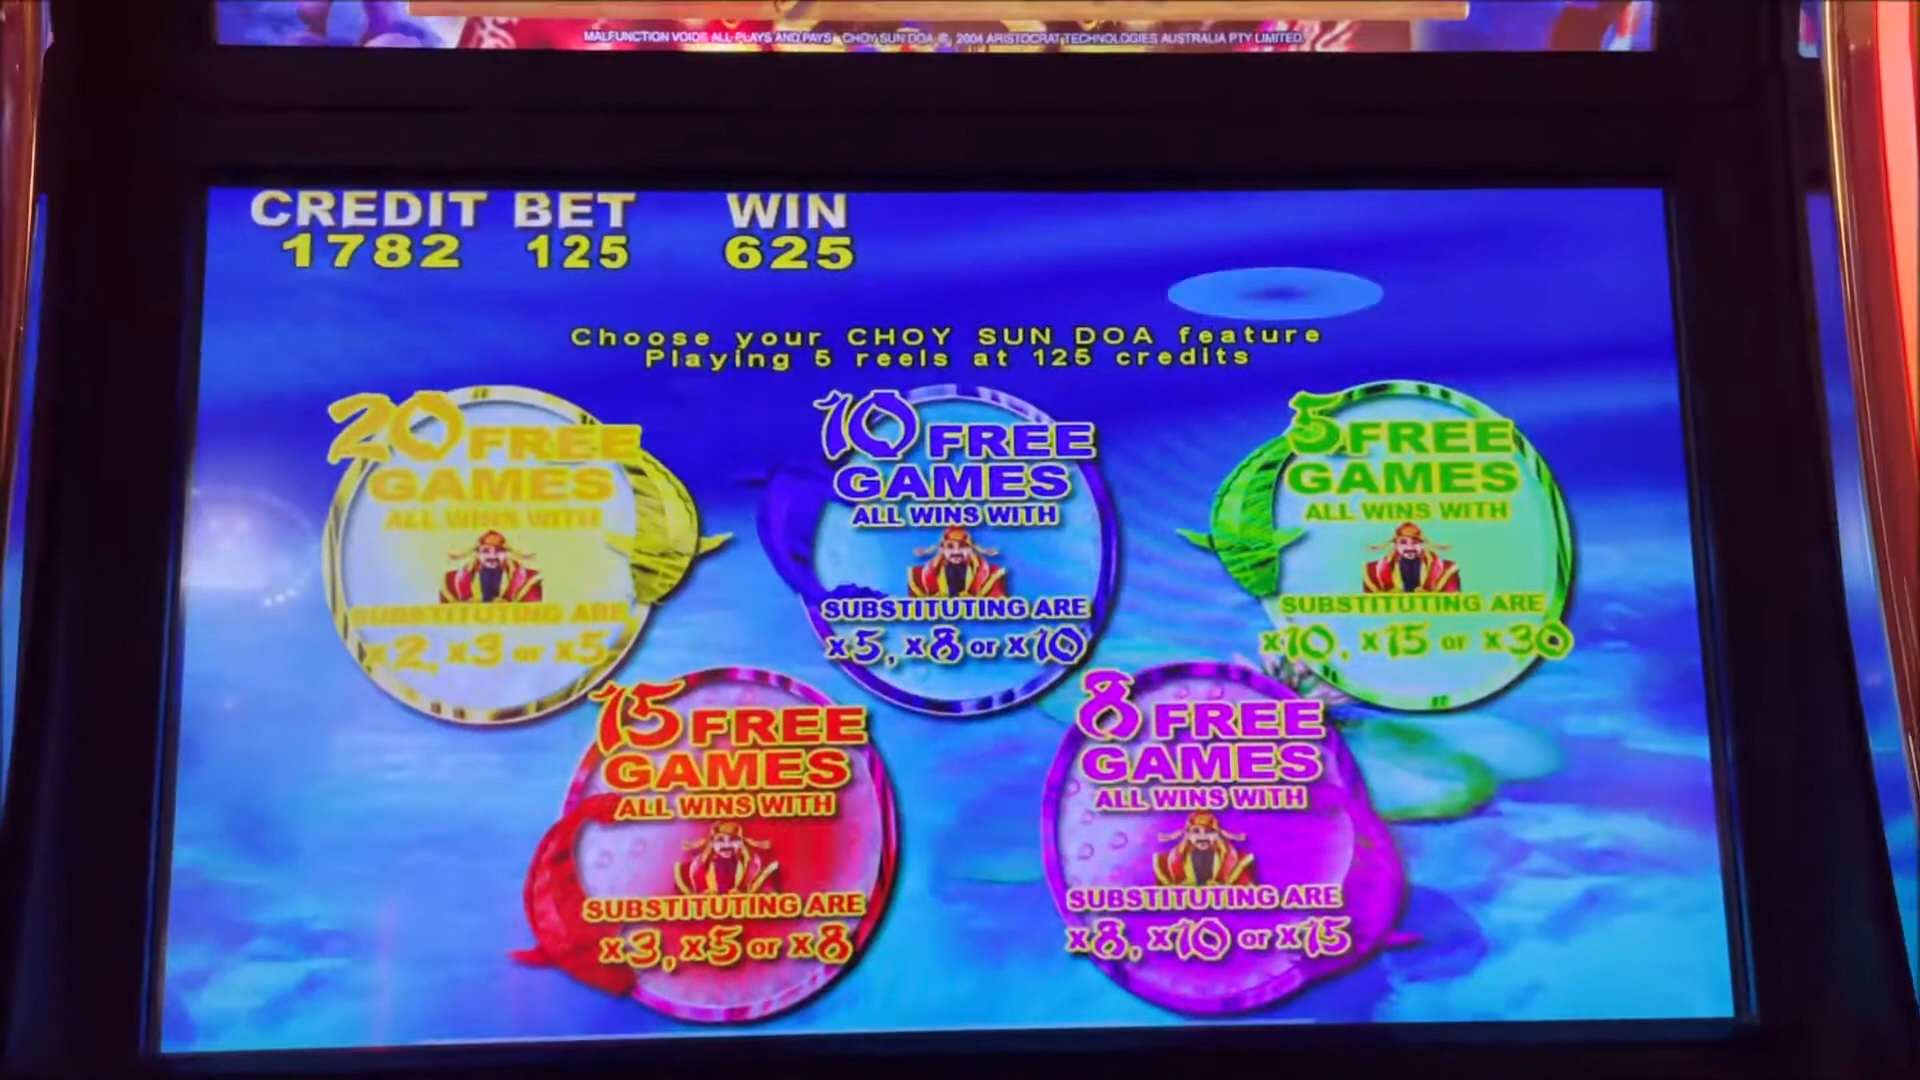 MALFUNCTION VOIDS ALL PLAYS AND PAYS CHOY SUN DOA ©, 2004 ARISTOCRAT TECHNOLOGIES AUSTRALIA PTY LIMITED.
CREDIT BET WIN
1782 125 625
Choose your CHOY SUN DOA feature
Playing 5 reels at 125 credits
20 FREE
GAMES
ALL WINS WITH
SUBSTITUTING ARE
x2, x3 or x5
10 FREE
GAMES
ALL WINS WITH
SUBSTITUTING ARE
x5, x8 or x10
5 FREE
GAMES
ALL WINS WITH
SUBSTITUTING ARE
x10, x15 or x30
15 FREE
GAMES
ALL WINS WITH
SUBSTITUTING ARE
x3, x5 or x8
8 FREE
GAMES
ALL WINS WITH
SUBSTITUTING ARE
x8, x10 or x15